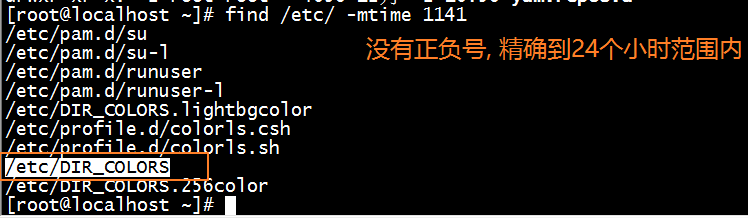 [root@localhost ~]# find /etc/ -mtime 1141
/etc/pam.d/su
/etc/pam.d/su-l
没有正负号, 精确到24个小时范围内
/etc/pam.d/runuser
/etc/pam.d/runuser-l
/etc/DIR_COLORS.lightbgcolor
/etc/profile.d/colorls.csh
/etc/profile.d/colorls.sh
/etc/DIR_COLORS
/etc/DIR_COLORS.256color
[root@localhost ~]#